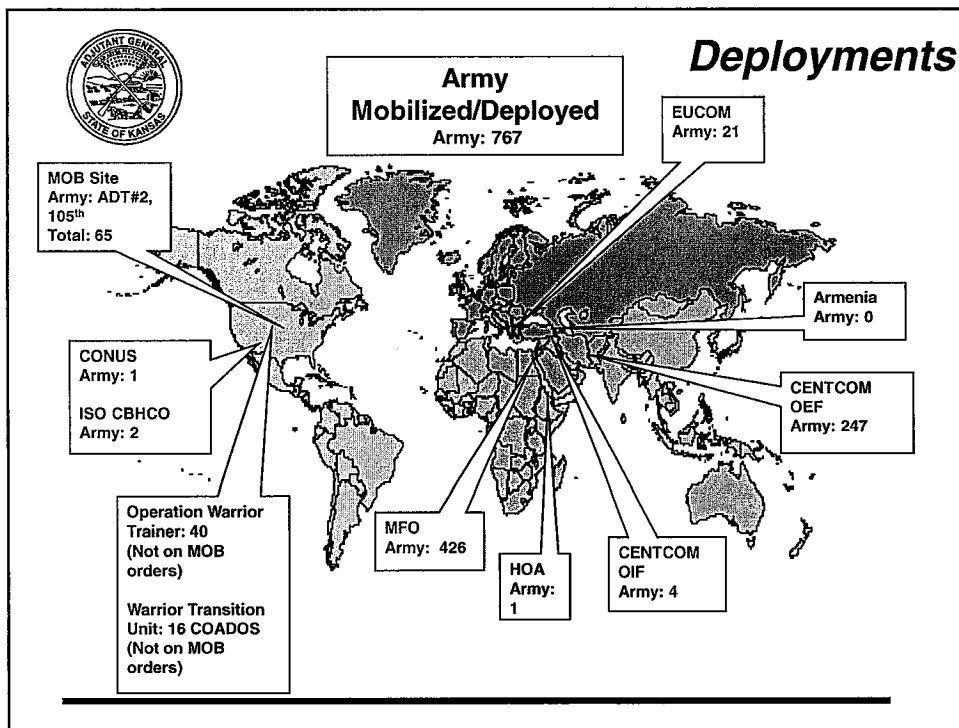 ADJUTANT GENERAL
STATE OF KANSAS
Deployments
Army
Mobilized/Deployed
Army: 767
EUCOM
Army: 21
MOB Site
Army: ADT#2,
105th
Total: 65
Armenia
Army: 0
CONUS
Army: 1
ISO CBHCO
Army: 2
CENTCOM
OEF
Army: 247
Operation Warrior
Trainer: 40
(Not on MOB
orders)
Warrior Transition
Unit: 16 COADOS
(Not on MOB
orders)
MFO
Army: 426
HOA
Army:
1
CENTCOM
OIF
Army: 4